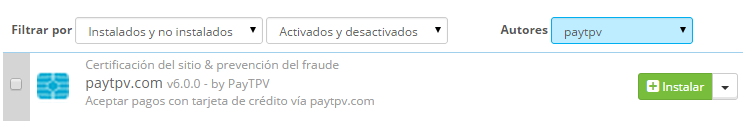 Filtrar por Instalados y no instalados Activados y desactivados Autores paytpv
Certificación del sitio & prevención del fraude
paytpv.com v6.0.0 - by PayTPV
Instalar
Aceptar pagos con tarjeta de crédito vía paytpv.com